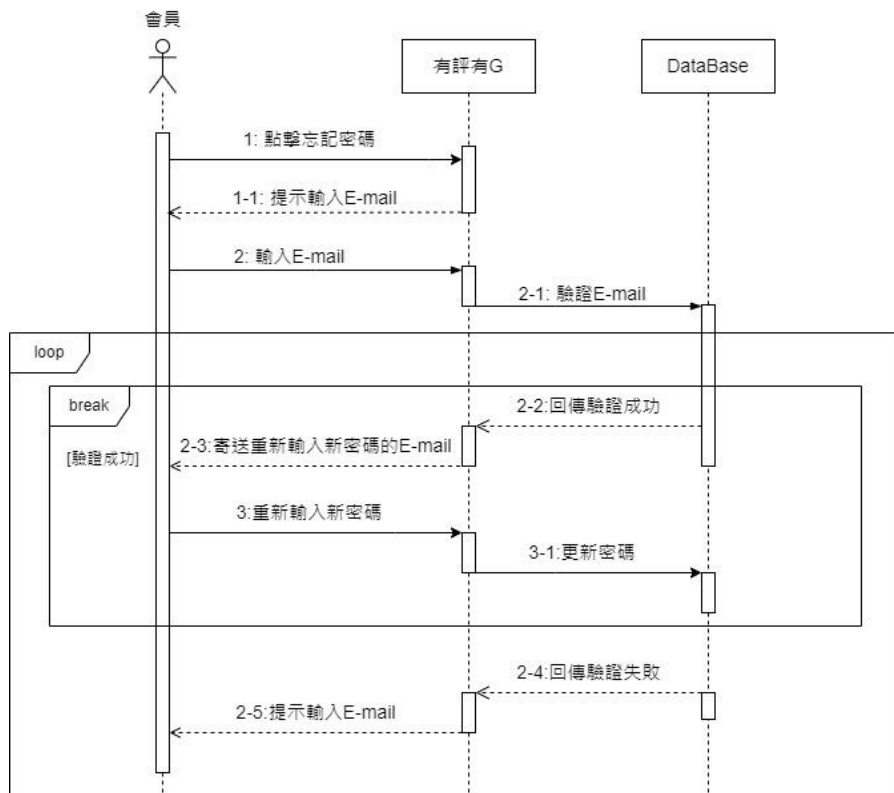 會員
有評有G
DataBase
1: 點擊忘記密碼
1-1: 提示輸入E-mail
2: 輸入E-mail
2-1: 驗證E-mail
loop
break
2-2:回傳驗證成功
2-3:寄送重新輸入新密碼的E-mail
[驗證成功]
3:重新輸入新密碼
3-1:更新密碼
2-4:回傳驗證失敗
2-5:提示輸入E-mail